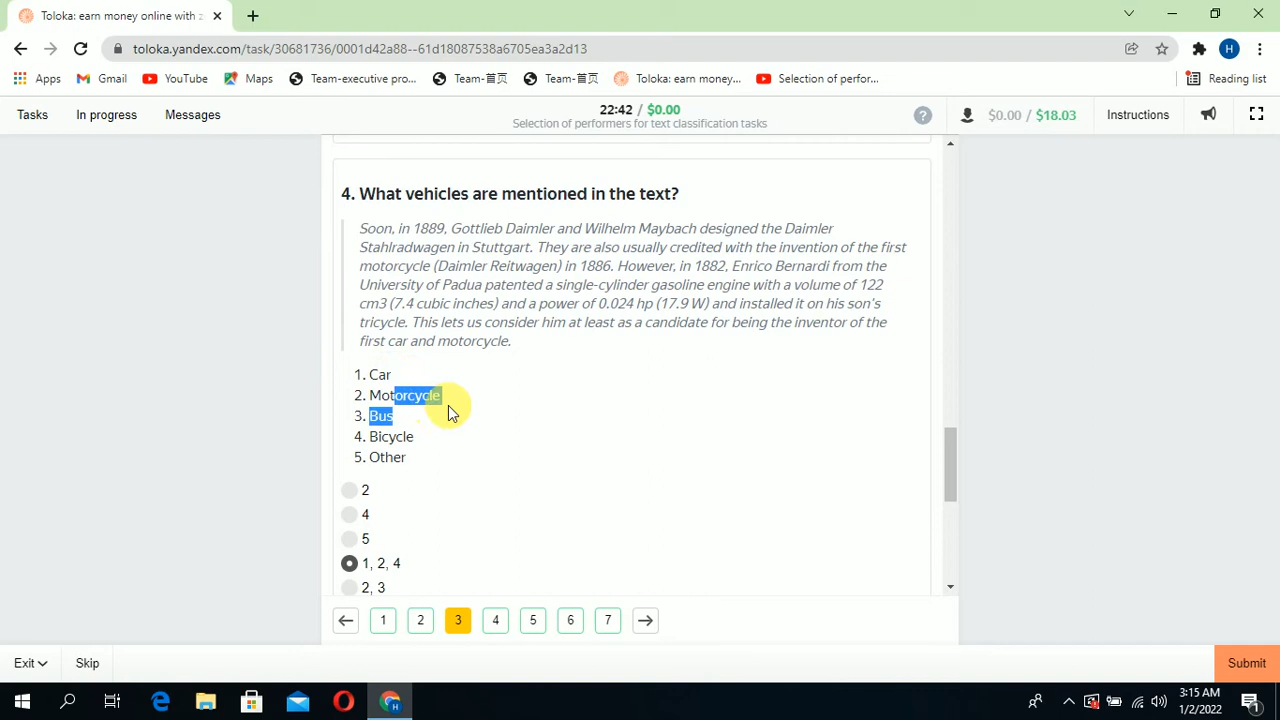 Toloka: earn money online with z
toloka.yandex.com/task/30681736/0001d42a88--61d18087538a6705ea3a2d13
H
Apps
Gmail
YouTube
Maps
Team-executive pro...
Team-首页
Team-首页
Toloka: earn money...
Selection of perfor...
Reading list
Tasks
In progress
Messages
22:42 / $0.00
Selection of performers for text classification tasks
?
$0.00 / $18.03
Instructions
4. What vehicles are mentioned in the text?
Soon, in 1889, Gottlieb Daimler and Wilhelm Maybach designed the Daimler
Stahlradwagen in Stuttgart. They are also usually credited with the invention of the first
motorcycle (Daimler Reitwagen) in 1886. However, in 1882, Enrico Bernardi from the
University of Padua patented a single-cylinder gasoline engine with a volume of 122
cm3 (7.4 cubic inches) and a power of 0.024 hp (17.9 W) and installed it on his son's
tricycle. This lets us consider him at least as a candidate for being the inventor of the
first car and motorcycle.
1. Car
2. Motorcycle
3. Bus
4. Bicycle
5. Other
2
4
5
1, 2, 4
2, 3
1
2
3
4
5
6
7
Exit
Skip
Submit
3:15 AM
1/2/2022
1